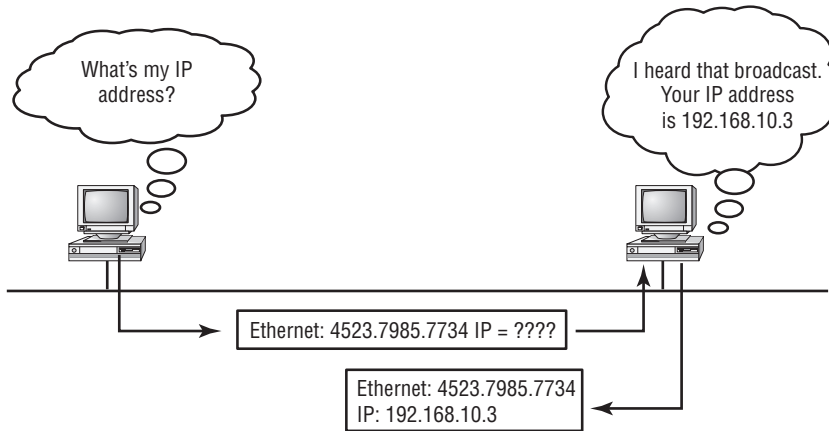 What's my IP
address?
I heard that broadcast.
Your IP address
is 192.168.10.3
Ethernet: 4523.7985.7734 IP = ????
Ethernet: 4523.7985.7734
IP: 192.168.10.3